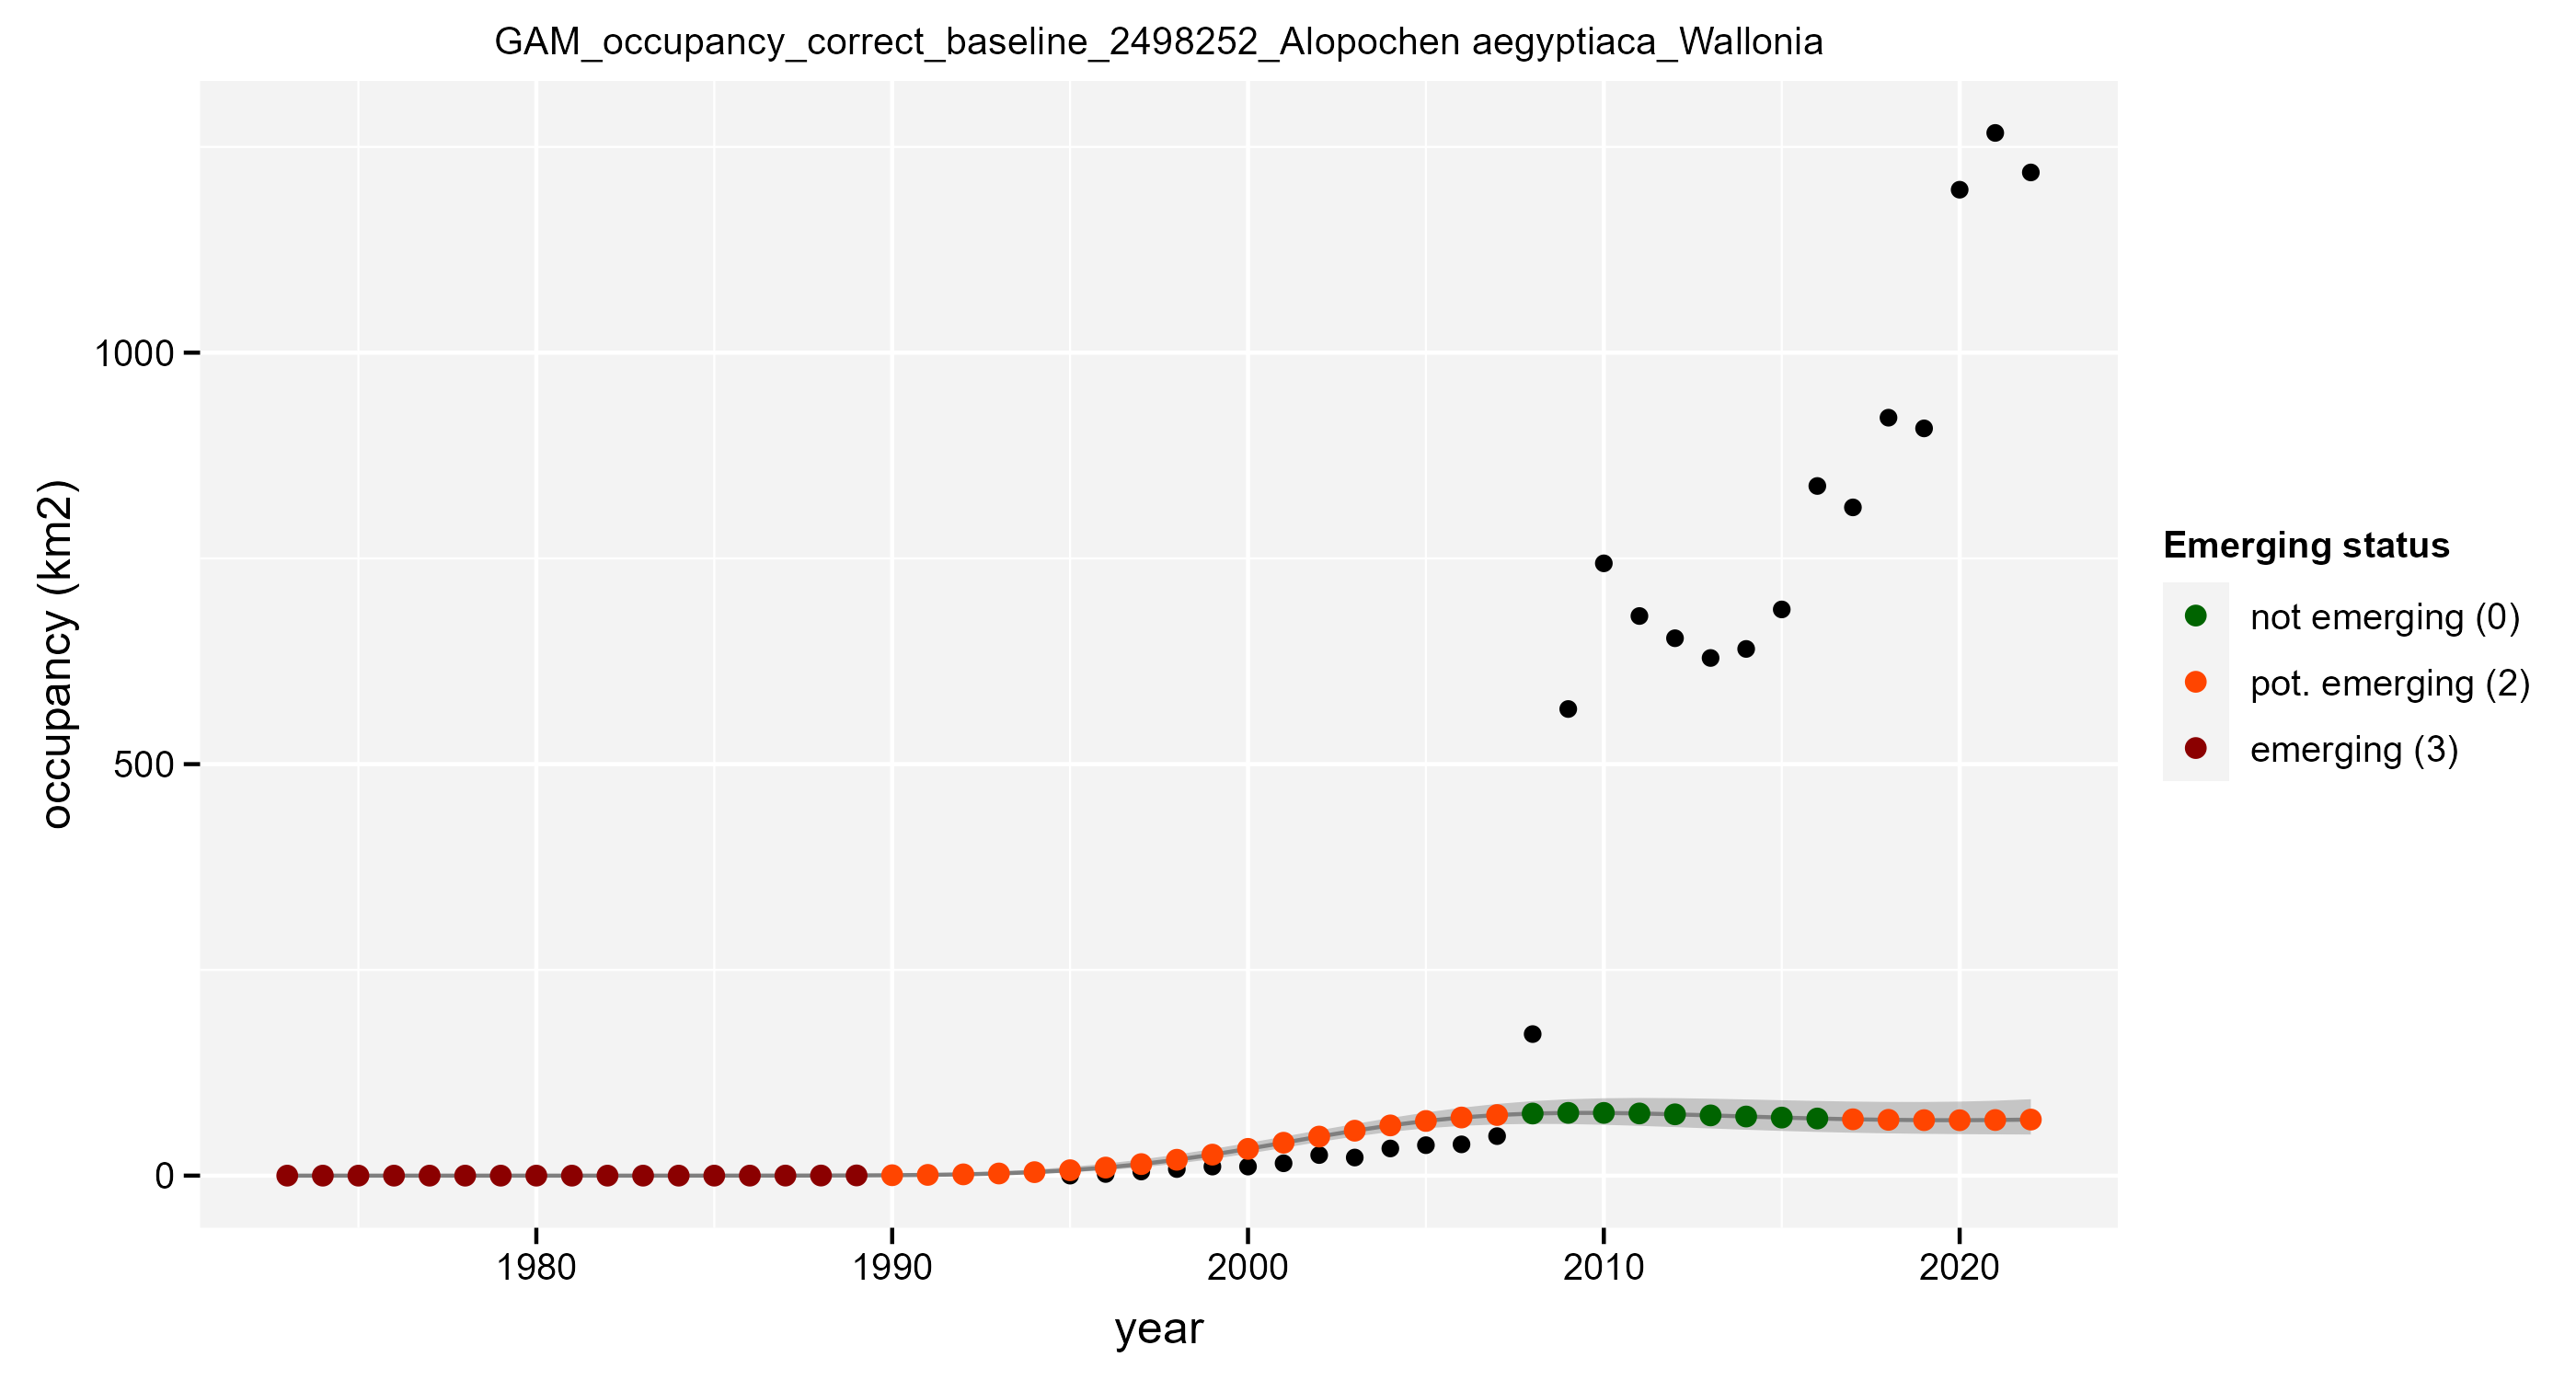 GAM_occupancy_correct_baseline_2498252_Alopochen aegyptiaca_Wallonia
occupancy (km2)
1000
500
0
1980
1990
2000
2010
2020
year
Emerging status
not emerging (0)
pot. emerging (2)
emerging (3)